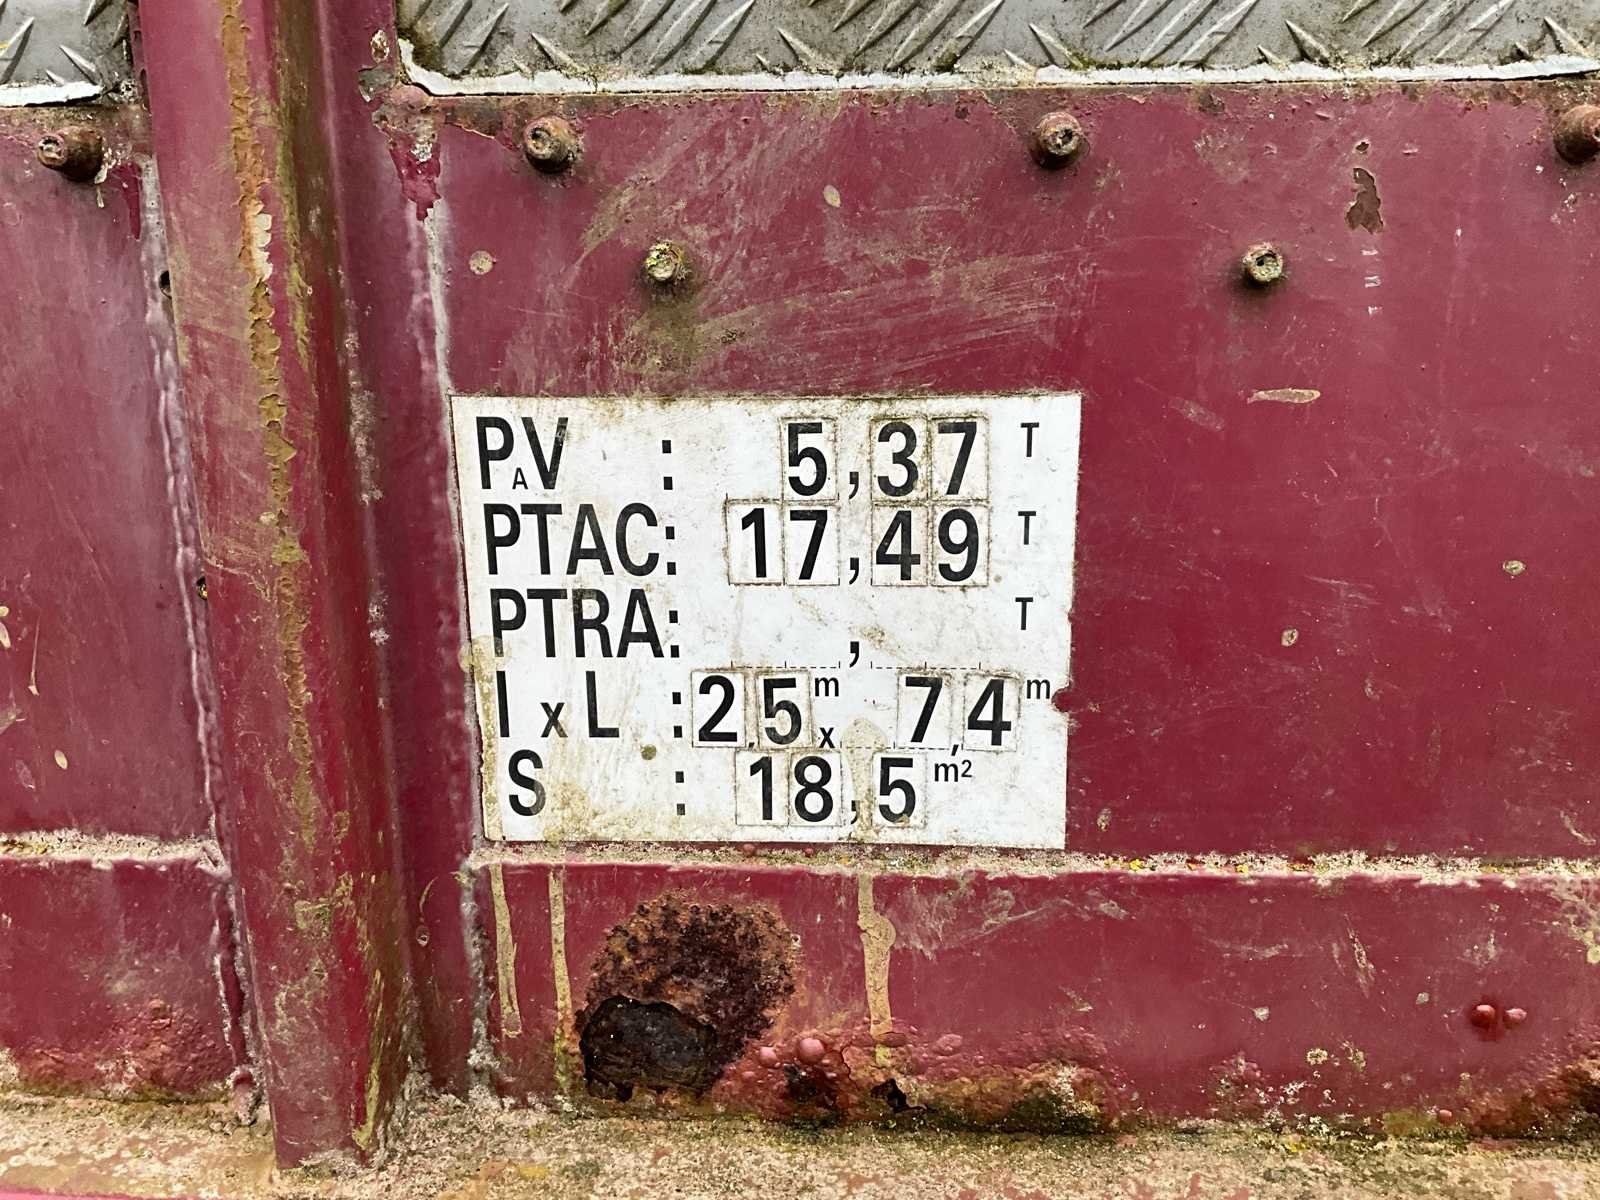 PAV : 5,37 T
PTAC: 17,49 T
PTRA: , T
l x L : 2,5 m x 7,4 m
S : 18,5 m²